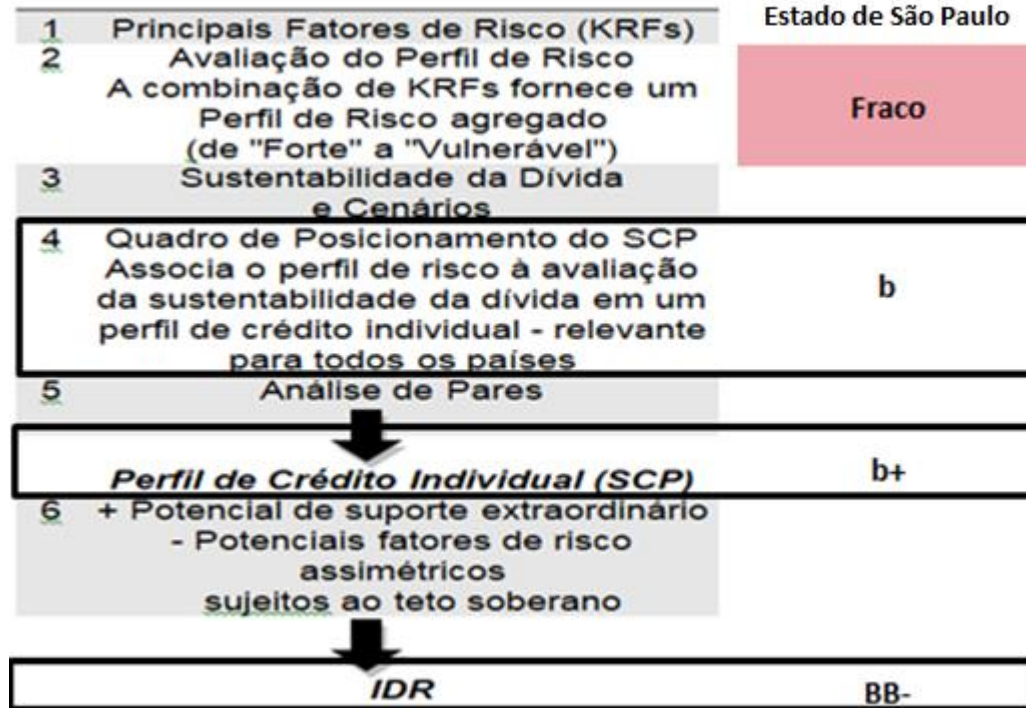 Estado de São Paulo
1 Principais Fatores de Risco (KRFs)
2 Avaliação do Perfil de Risco
A combinação de KRFs fornece um
Perfil de Risco agregado
(de "Forte" a "Vulnerável")
Fraco
3 Sustentabilidade da Dívida
e Cenários
4 Quadro de Posicionamento do SCP
Associa o perfil de risco à avaliação
da sustentabilidade da dívida em um
perfil de crédito individual - relevante
para todos os países
b
5 Análise de Pares
Perfil de Crédito Individual (SCP) b+
6 + Potencial de suporte extraordinário
- Potenciais fatores de risco
assimétricos
sujeitos ao teto soberano
IDR BB-